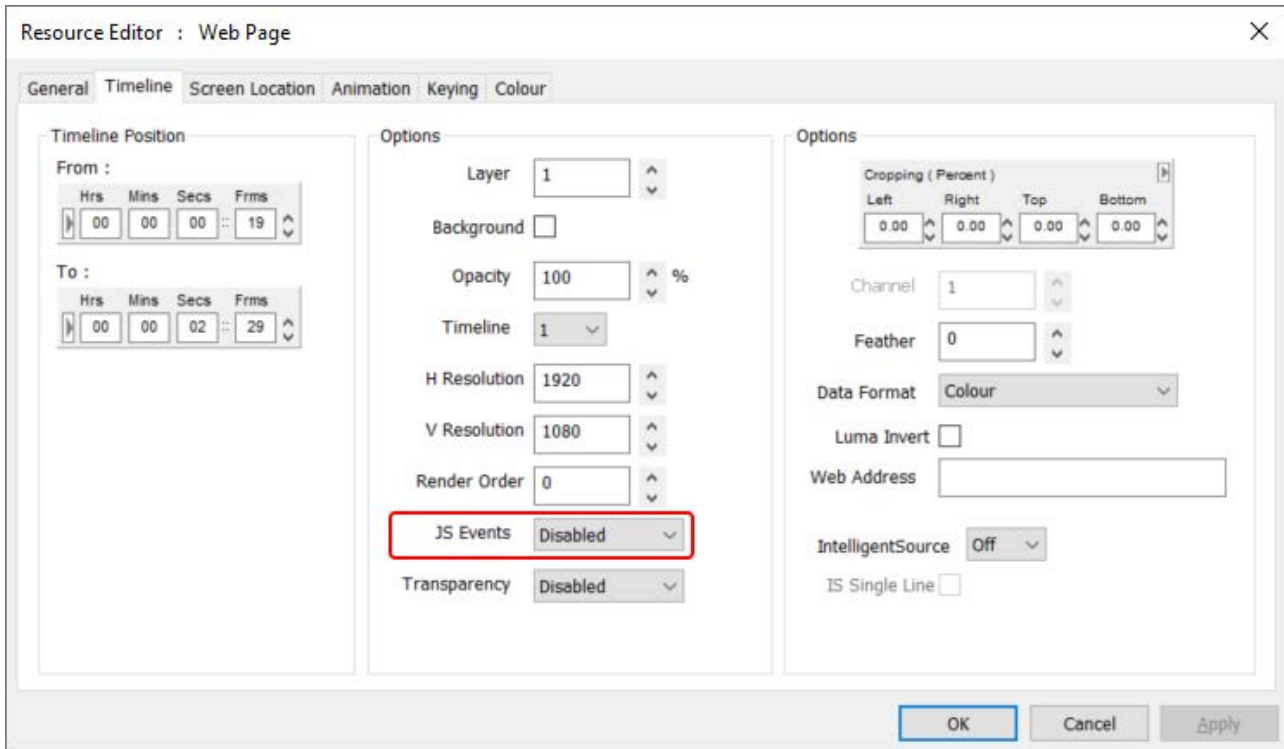 Resource Editor : Web Page
General Timeline Screen Location Animation Keying Colour
Timeline Position
From :
Hrs Mins Secs Frms
00 00 00 :: 19
To :
Hrs Mins Secs Frms
00 00 02 :: 29
Options
Layer 1
Background
Opacity 100 %
Timeline 1
H Resolution 1920
V Resolution 1080
Render Order 0
JS Events Disabled
Transparency Disabled
Options
Cropping ( Percent )
Left Right Top Bottom
0.00 0.00 0.00 0.00
Channel 1
Feather 0
Data Format Colour
Luma Invert
Web Address
IntelligentSource Off
IS Single Line
OK Cancel Apply